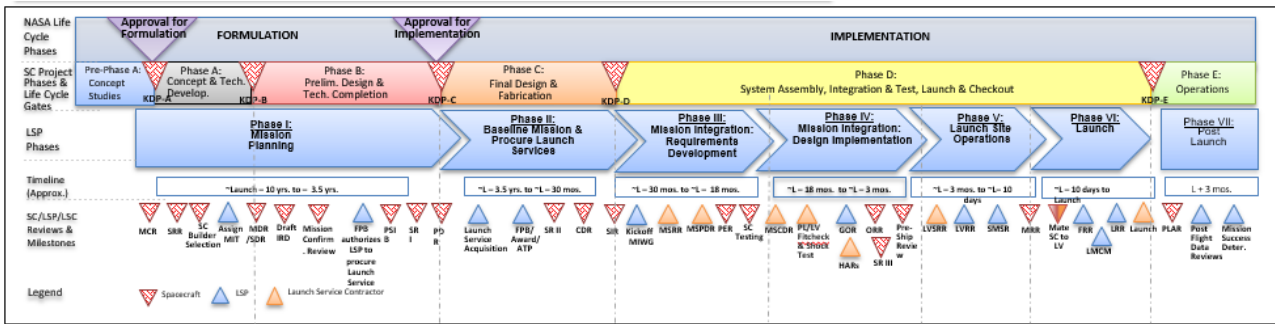 NASA Life
Cycle
Phases
Approval for
Formulation
FORMULATION
Approval for
Implementation
IMPLEMENTATION
SC Project
Phases &
Life Cycle
Gates
Pre-Phase A:
Concept
Studies
KDP-A
Phase A:
Concept & Tech.
Develop.
KDP-B
Phase B:
Prelim. Design &
Tech. Completion
KDP-C
Phase C:
Final Design &
Fabrication
KDP-D
Phase D:
System Assembly, Integration & Test, Launch & Checkout
KDP-E
Phase E:
Operations
LSP
Phases
Phase I:
Mission
Planning
Phase II:
Baseline Mission &
Procure Launch
Services
Phase III:
Mission Integration:
Requirements
Development
Phase IV:
Mission Integration:
Design Implementation
Phase V:
Launch Site
Operations
Phase VI:
Launch
Phase VII:
Post
Launch
Timeline
(Approx.)
~Launch – 10 yrs. to ~ 3.5 yrs.
~L – 3.5 yrs. to ~L – 30 mos.
~L – 30 mos. to ~L – 18 mos.
~L – 18 mos. to ~L – 3 mos.
~L – 3 mos. to ~L – 10
days
~L – 10 days to
Launch
L + 3 mos.
SC/LSP/LSC
Reviews &
Milestones
MCR
SRR
SC
Builder
Selection
Assign
MIT
MDR
/SDR
Draft
IRD
Mission
Confirm
. Review
FPB
authorizes
LSP to
procure
Launch Service
PSI
B
SR
I
PD
R
Launch
Service
Acquisition
FPB/
Award/
ATP
SR II
CDR
SIR
Kickoff
MIWG
MSRR
MSPDR
PER
SC
Testing
MSCDR
PL/LV
Fitcheck
& Shock
Test
GOR
HARs
ORR
SR III
Pre-
Ship
Revie
w
LVSRR
LVRR
SMSR
MRR
Mate
SC to
LV
FRR
LMCM
LRR
Launch
PLAR
Post
Flight
Data
Reviews
Mission
Success
Deter.
Legend
Spacecraft
LSP
Launch Service Contractor